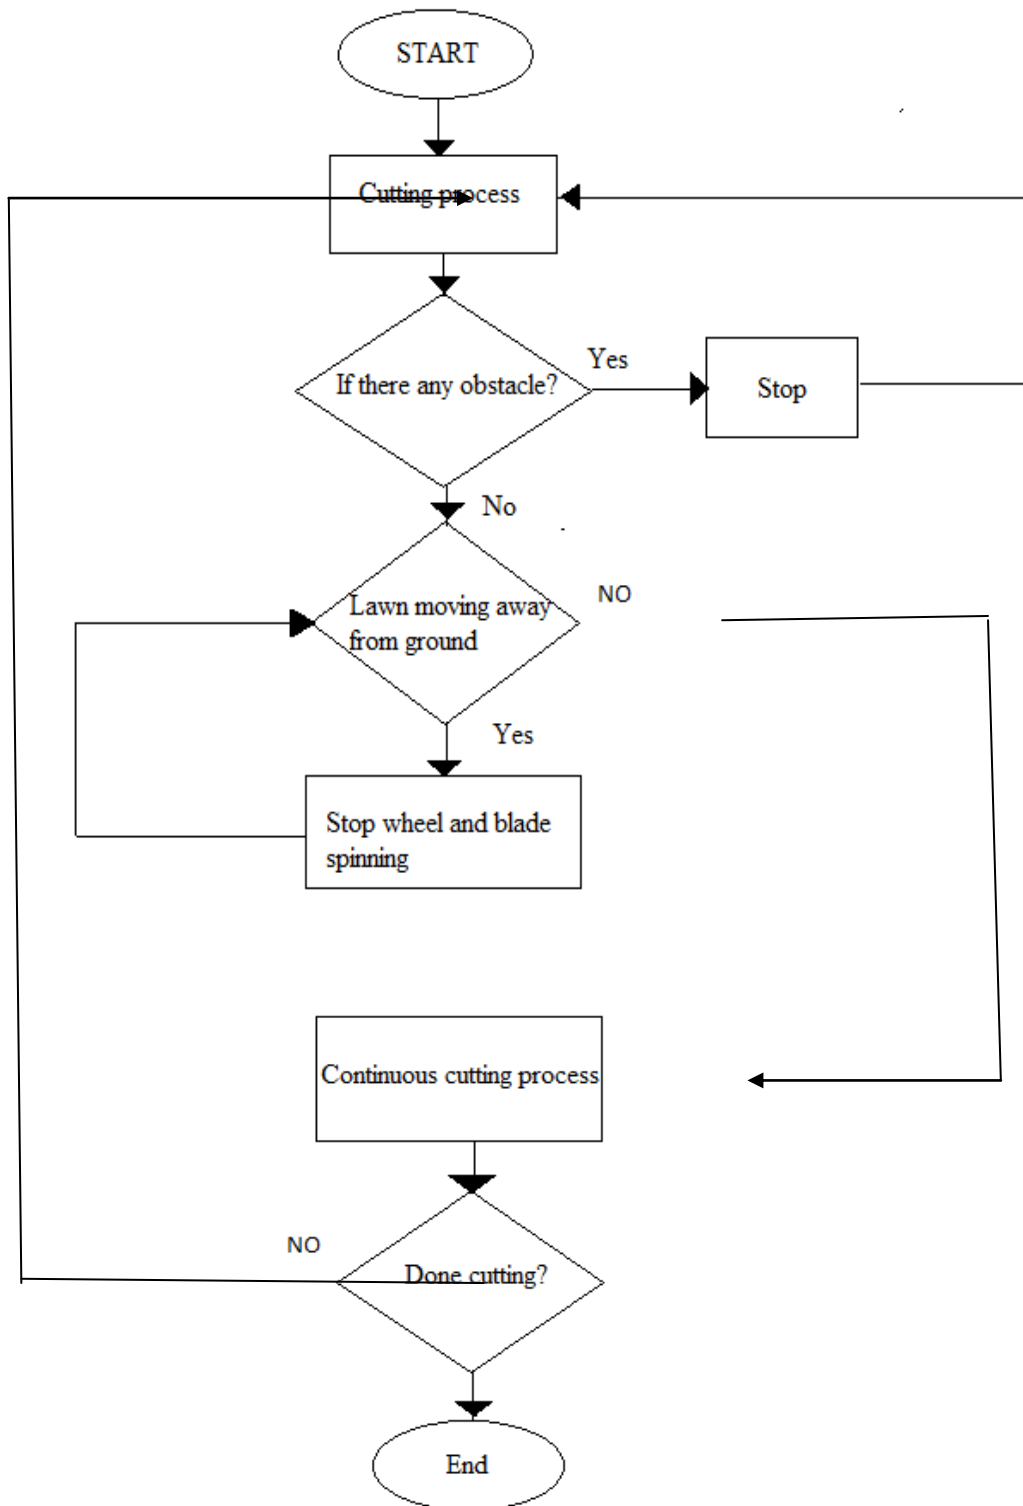 START
Cutting process
Yes
If there any obstacle?
Stop
No
NO
Lawn moving away
from ground
Yes
Stop wheel and blade
spinning
Continuous cutting process
NO
Done cutting?
End